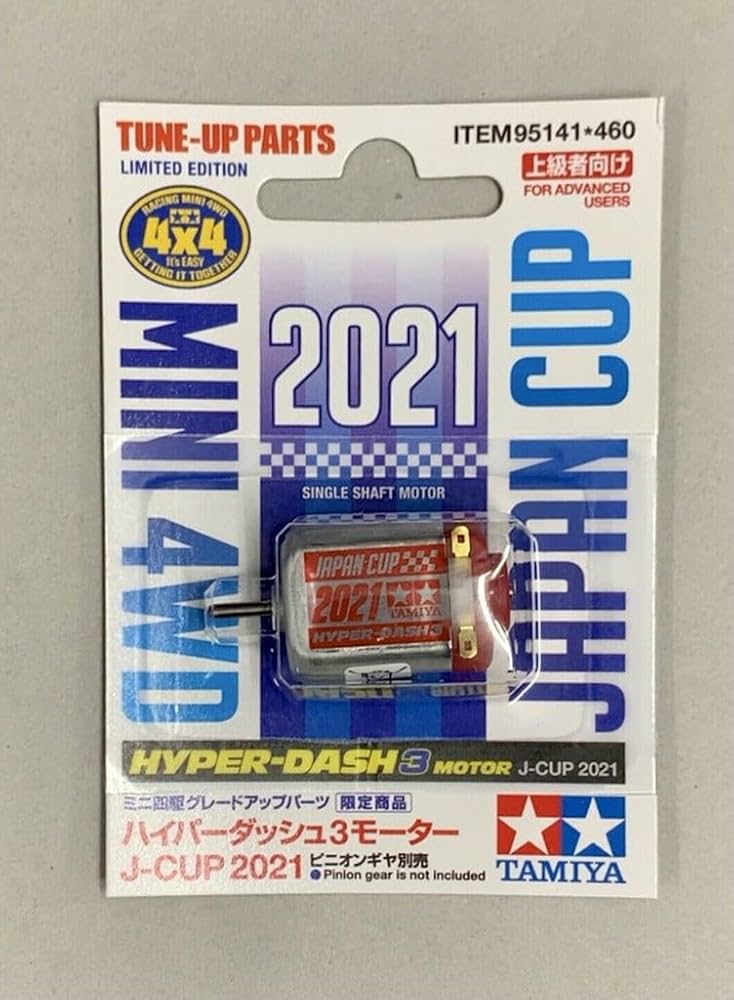 TUNE-UP PARTS
LIMITED EDITION
ITEM95141*460
上級者向け
FOR ADVANCED
USERS
RACING MINI 4WD
4x4
It's EASY
GETTING IT TOGETHER
MINI 4WD
2021
JAPAN CUP
SINGLE SHAFT MOTOR
JAPAN CUP
2021 TAMIYA
HYPER-DASH3
HYPER-DASH3 MOTOR J-CUP 2021
ミニ四駆グレードアップパーツ 限定商品
ハイパーダッシュ3モーター
J-CUP 2021 ピニオンギヤ別売
●Pinion gear is not included
TAMIYA